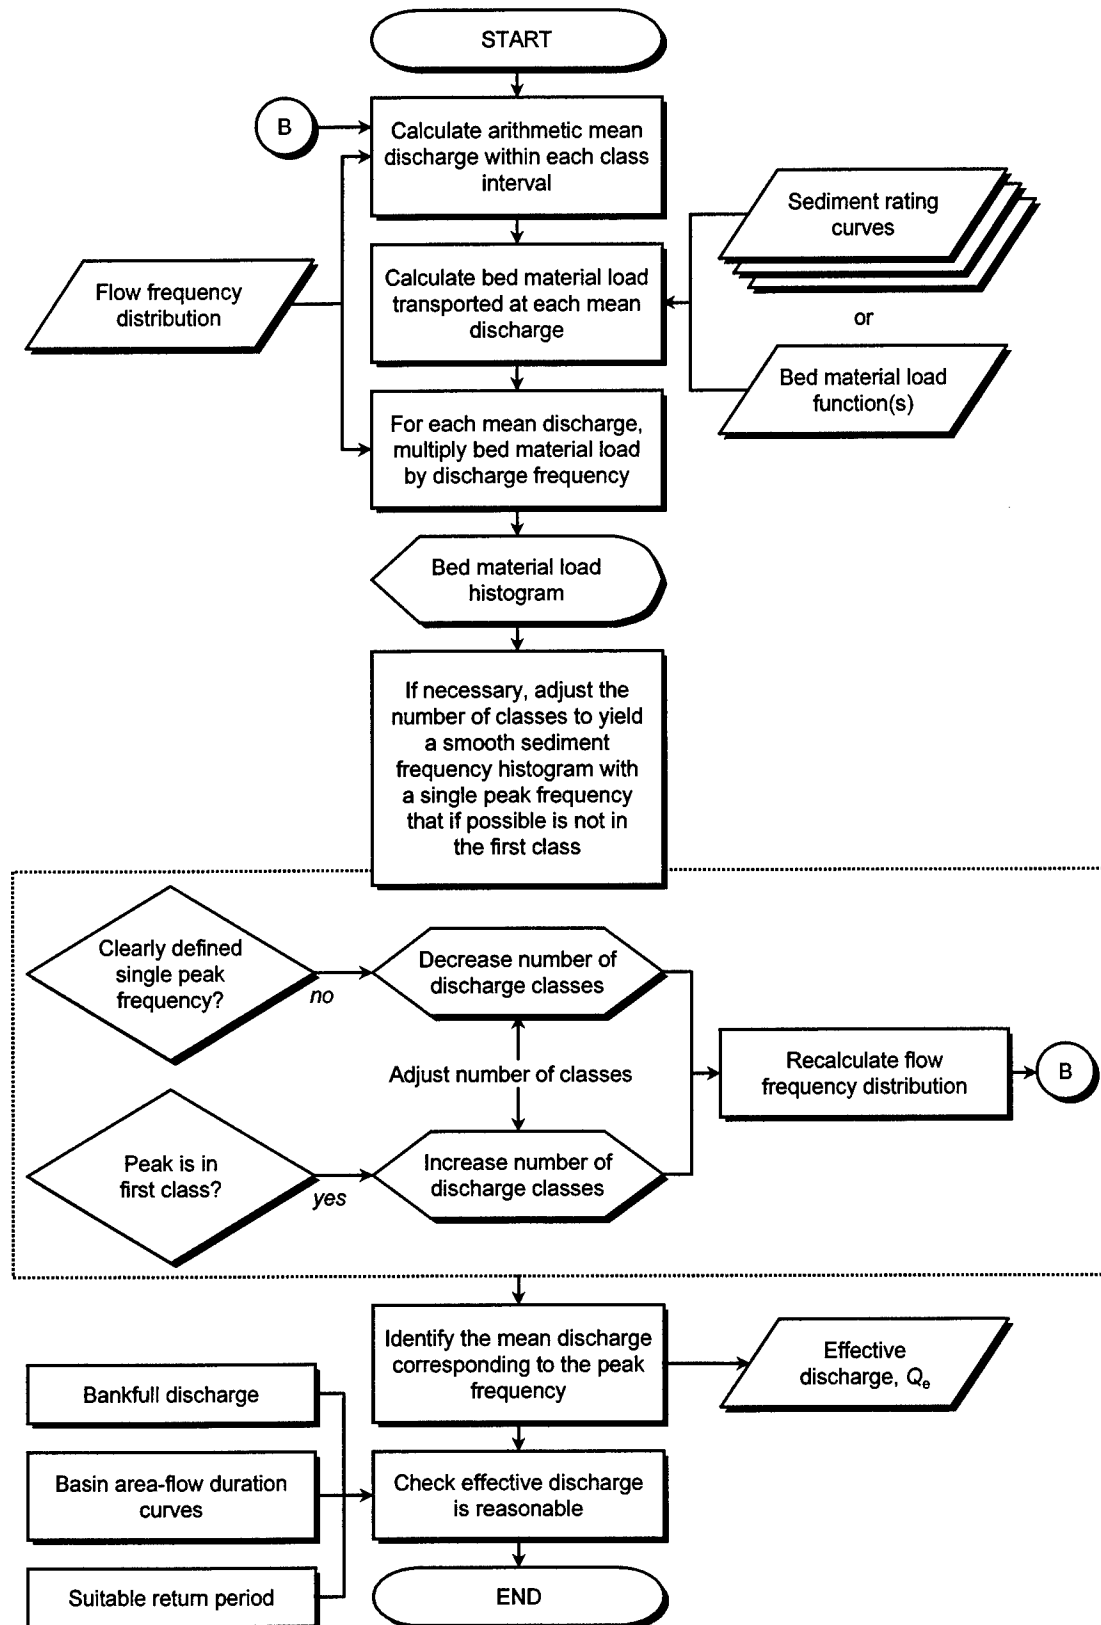 START
B
Calculate arithmetic mean
discharge within each class
interval
Sediment rating
curves
Flow frequency
distribution
Calculate bed material load
transported at each mean
discharge
or
Bed material load
function(s)
For each mean discharge,
multiply bed material load
by discharge frequency
Bed material load
histogram
If necessary, adjust the
number of classes to yield
a smooth sediment
frequency histogram with
a single peak frequency
that if possible is not in
the first class
Clearly defined
single peak
frequency?
no
Decrease number of
discharge classes
Adjust number of classes
Recalculate flow
frequency distribution
B
Peak is in
first class?
yes
Increase number of
discharge classes
Identify the mean discharge
corresponding to the peak
frequency
Effective
discharge, Qe
Bankfull discharge
Basin area-flow duration
curves
Check effective discharge
is reasonable
Suitable return period
END